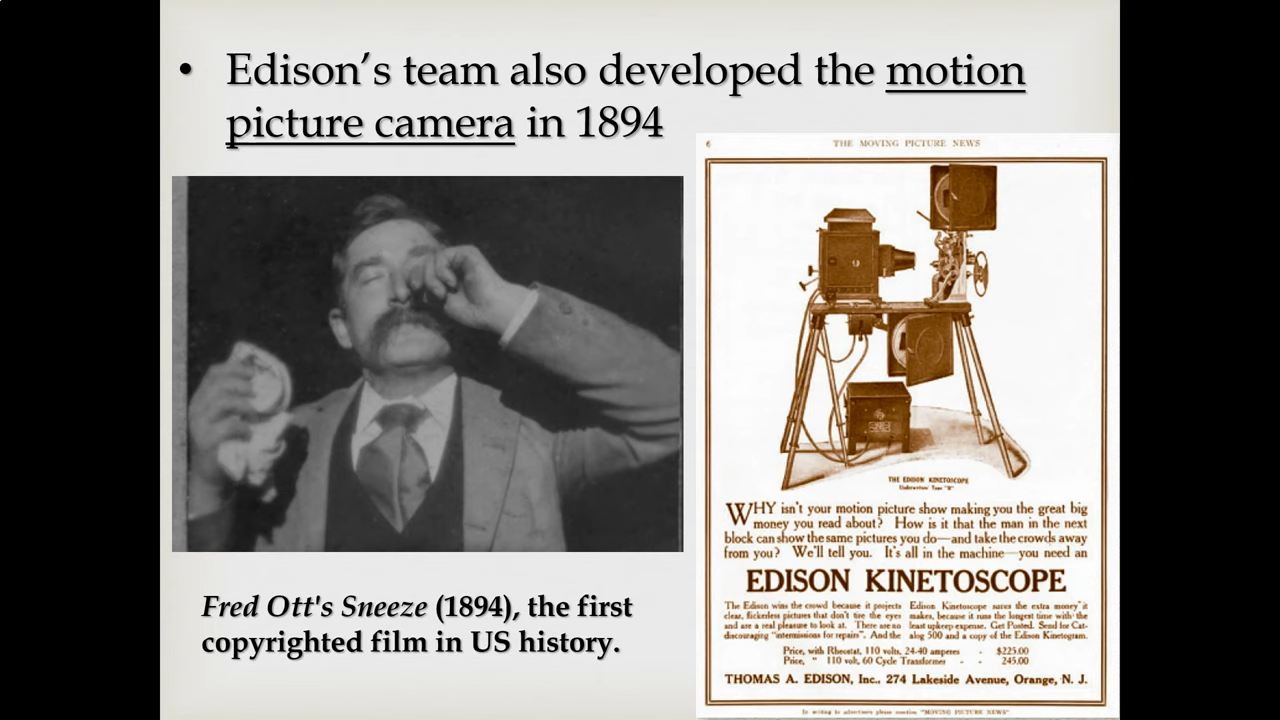 • Edison’s team also developed the motion
picture camera in 1894
Fred Ott's Sneeze (1894), the first
copyrighted film in US history.
6
THE MOVING PICTURE NEWS
THE EDISON KINETOSCOPE
Underwriters' Type "B"
WHY isn't your motion picture show making you the great big
money you read about? How is it that the man in the next
block can show the same pictures you do—and take the crowds away
from you? We'll tell you. It's all in the machine—you need an
EDISON KINETOSCOPE
The Edison wins the crowd because it projects
clear, flickerless pictures that don't tire the eyes
and are a real pleasure to look at. There are no
discouraging "intermissions for repairs". And the
Edison Kinetoscope saves the extra money it
makes, because it runs the longest time with the
least upkeep expense. Get Posted. Send for Cat-
alog 500 and a copy of the Edison Kinetogram.
Price, with Rheostat, 110 volts, 24-40 amperes - $225.00
Price, " 110 volt, 60 Cycle Transformer - - 245.00
THOMAS A. EDISON, Inc., 274 Lakeside Avenue, Orange, N. J.
In writing to advertisers please mention "MOVING PICTURE NEWS"